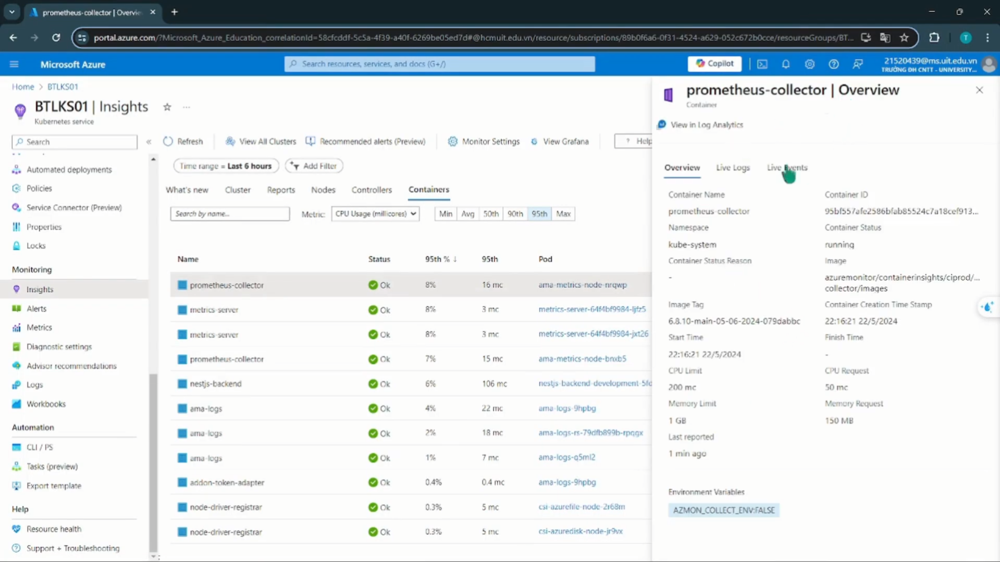 prometheus-collector | Overvie
portal.azure.com/?Microsoft_Azure_Education_correlationId=58cfcddf-5c5a-4f39-a40f-6269be05ed7d#@hcmuit.edu.vn/resource/subscriptions/89b0f6a6-0f31-4524-a629-052c672b0cce/resourceGroups/BT...
T
Microsoft Azure
Search resources, services, and docs (G+/)
Copilot
21520439@ms.uit.edu.vn
TRƯỜNG ĐH CNTT - UNIVERSITY...
Home > BTLKS01
BTLKS01 | Insights
Kubernetes service
Search
Automated deployments
Policies
Service Connector (Preview)
Properties
Locks
Monitoring
Insights
Alerts
Metrics
Diagnostic settings
Advisor recommendations
Logs
Workbooks
Automation
CLI / PS
Tasks (preview)
Export template
Help
Resource health
Support + Troubleshooting
Refresh
View All Clusters
Recommended alerts (Preview)
Monitor Settings
View Grafana
? Help
Time range = Last 6 hours
Add Filter
What's new Cluster Reports Nodes Controllers Containers
Search by name...
Metric: CPU Usage (millicores)
Min Avg 50th 90th 95th Max
Name Status 95th % ↓ 95th Pod
prometheus-collector Ok 8% 16 mc ama-metrics-node-nrqwp
metrics-server Ok 8% 3 mc metrics-server-64f4bf9984-ljfz5
metrics-server Ok 8% 3 mc metrics-server-64f4bf9984-jxt26
prometheus-collector Ok 7% 15 mc ama-metrics-node-bnxb5
nestjs-backend Ok 6% 106 mc nestjs-backend-development-5fc
ama-logs Ok 4% 22 mc ama-logs-9hpbg
ama-logs Ok 2% 18 mc ama-logs-rs-79dfb899b-rpqgx
ama-logs Ok 1% 7 mc ama-logs-q5ml2
addon-token-adapter Ok 0.4% 0.4 mc ama-logs-9hpbg
node-driver-registrar Ok 0.3% 5 mc csi-azurefile-node-2r68m
node-driver-registrar Ok 0.3% 5 mc csi-azuredisk-node-jr9vx
prometheus-collector | Overview
Container
View in Log Analytics
Overview Live Logs Live Events
Container Name
prometheus-collector
Container ID
95bf557afe2586bfab85524c7a18cef913...
Namespace
kube-system
Container Status
running
Container Status Reason
-
Image
azuremonitor/containerinsights/ciprod/...
collector/images
Image Tag
6.8.10-main-05-06-2024-079dabbc
Container Creation Time Stamp
22:16:21 22/5/2024
Start Time
22:16:21 22/5/2024
Finish Time
-
CPU Limit
200 mc
CPU Request
50 mc
Memory Limit
1 GB
Memory Request
150 MB
Last reported
1 min ago
Environment Variables
AZMON_COLLECT_ENV:FALSE